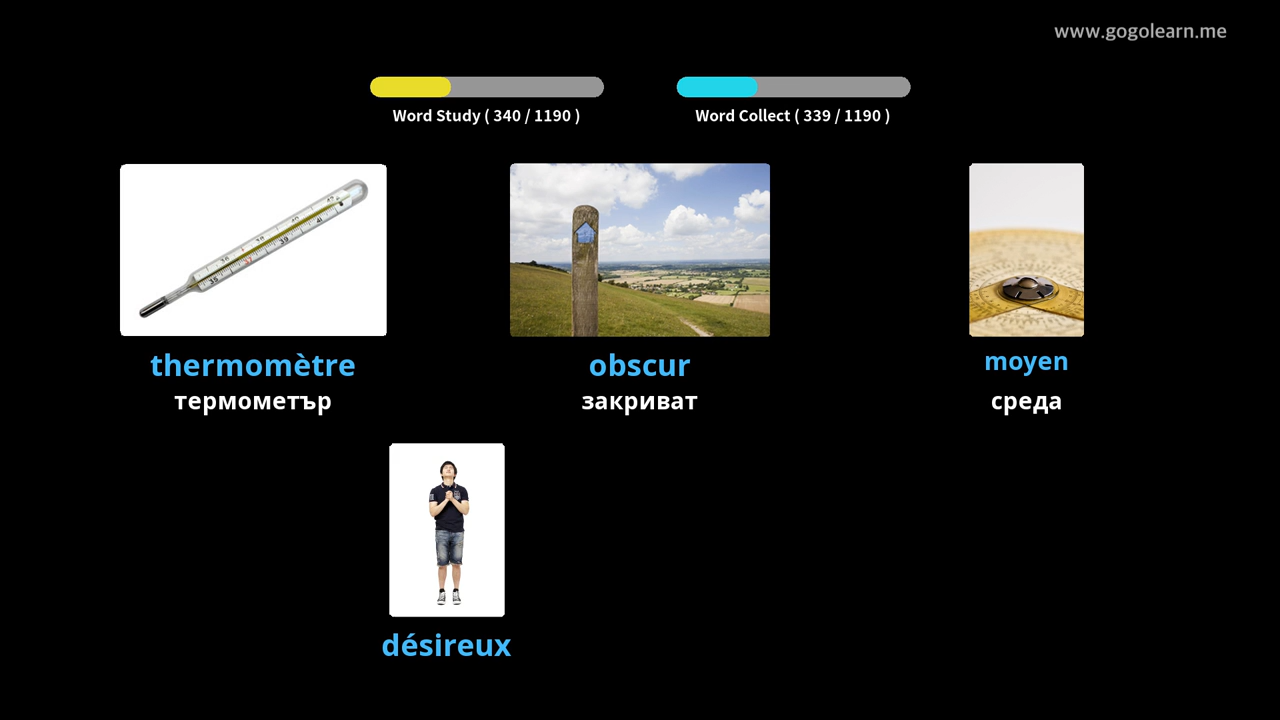 www.gogolearn.me
Word Study ( 340 / 1190 )
Word Collect ( 339 / 1190 )
thermomètre
термометър
obscur
закриват
moyen
среда
désireux